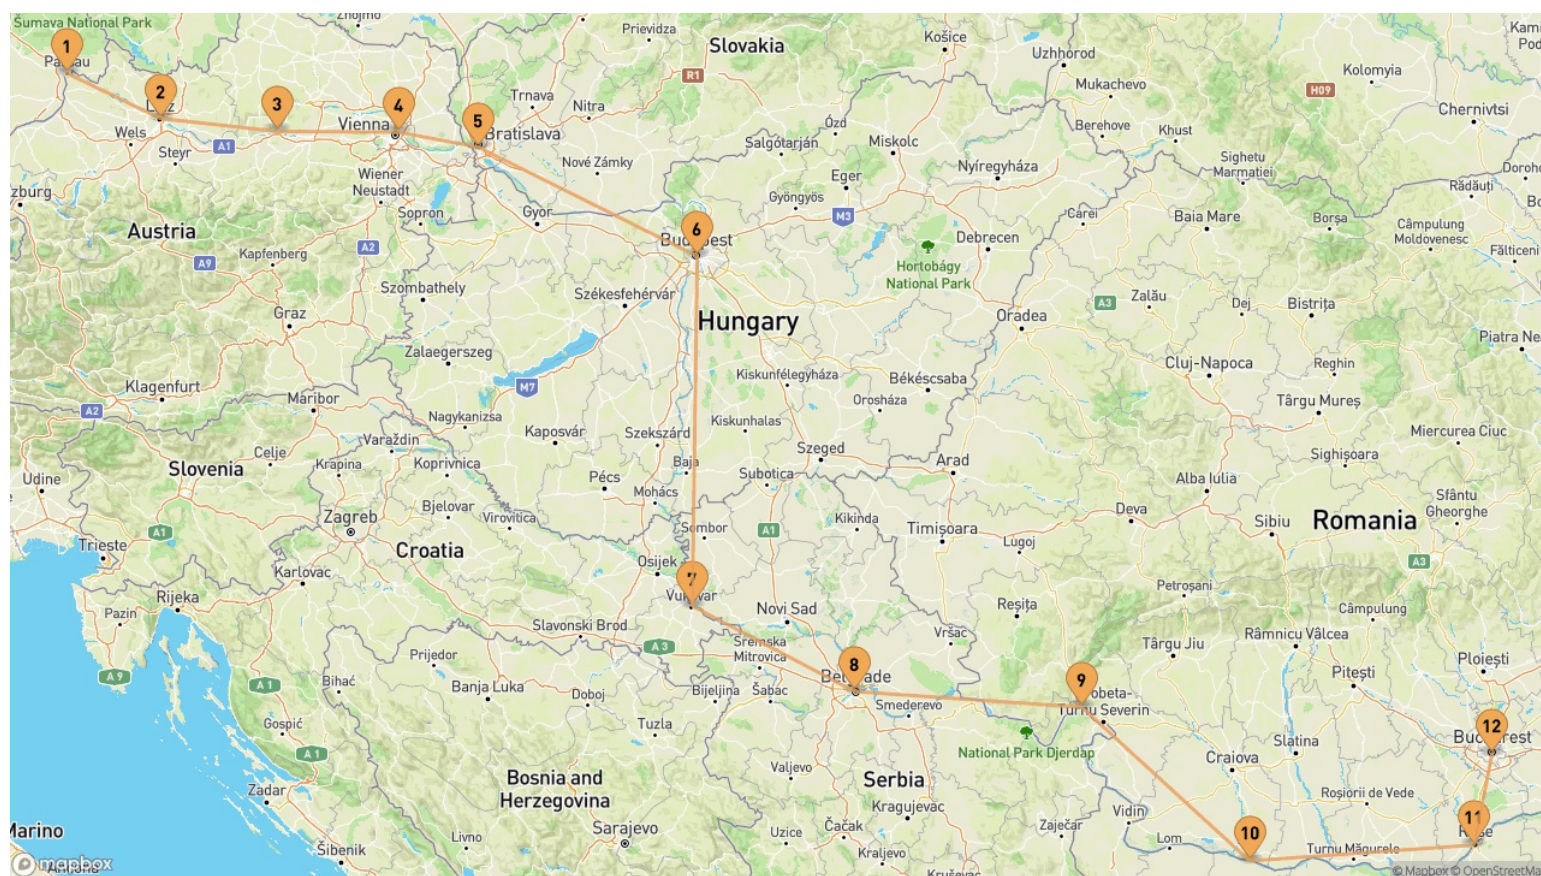 Šumava National Park
Znojmo
Prievidza
Slovakia
Košice
Uzhhorod
Kolomyia
1
R1
Mukachevo
H09
2
3
4
5
Trnava
Nitra
Chernivtsi
Vienna
Bratislava
Ózd
Miskolc
Berehove
Khust
Wels
A1
Steyr
Salgótarján
Nové Zámky
Nyíregyháza
Sighetu
Marmatiei
Wiener
Neustadt
Eger
Rădăuți
Sopron
Gyor
Gyöngyös
M3
Carei
Baia Mare
Borșa
Câmpulung
Moldovenesc
Austria
6
Debrecen
Fălticeni
A9
Kapfenberg
A2
Hortobágy
National Park
Szombathely
Székesfehérvár
A3
Zalău
Dej
Bistrița
Graz
Hungary
Oradea
Zalaegerszeg
Cluj-Napoca
Reghin
Klagenfurt
M7
Kiskunfélegyháza
Békéscsaba
Orosháza
Târgu Mureș
A2
Maribor
Nagykanizsa
Kaposvár
Szekszárd
Kiskunhalas
Miercurea Ciuc
Varaždin
Celje
Szeged
Sighișoara
Slovenia
Krapina
Koprivnica
Baja
Subotica
Arad
Udine
Pécs
Mohács
Alba Iulia
Bjelovar
Sfântu
Gheorghe
Zagreb
Virovitica
Sombor
A1
Kikinda
Timișoara
Deva
Sibiu
Romania
A1
Trieste
Croatia
Osijek
Lugoj
A3
Karlovac
7
Petroșani
Rijeka
Pazin
Novi Sad
Reșița
Câmpulung
Slavonski Brod
A3
Vršac
Târgu Jiu
Râmnicu Vâlcea
Sremska
Mitrovica
8
Ploiești
Prijedor
A9
A1
Bihać
Banja Luka
Doboj
Bijeljina
Šabac
Smederevo
9
Turnu Severin
Pitești
Gospić
Tuzla
National Park Djerdap
12
A1
Slatina
Craiova
Valjevo
Bosnia and
Herzegovina
Serbia
Zadar
Roșiorii de Vede
Kragujevac
Vidin
11
Marino
Livno
Sarajevo
Uzice
Čačak
Zaječar
Lom
10
Šibenik
Kraljevo
Turnu Măgurele
mapbox
© Mapbox © OpenStreetMa